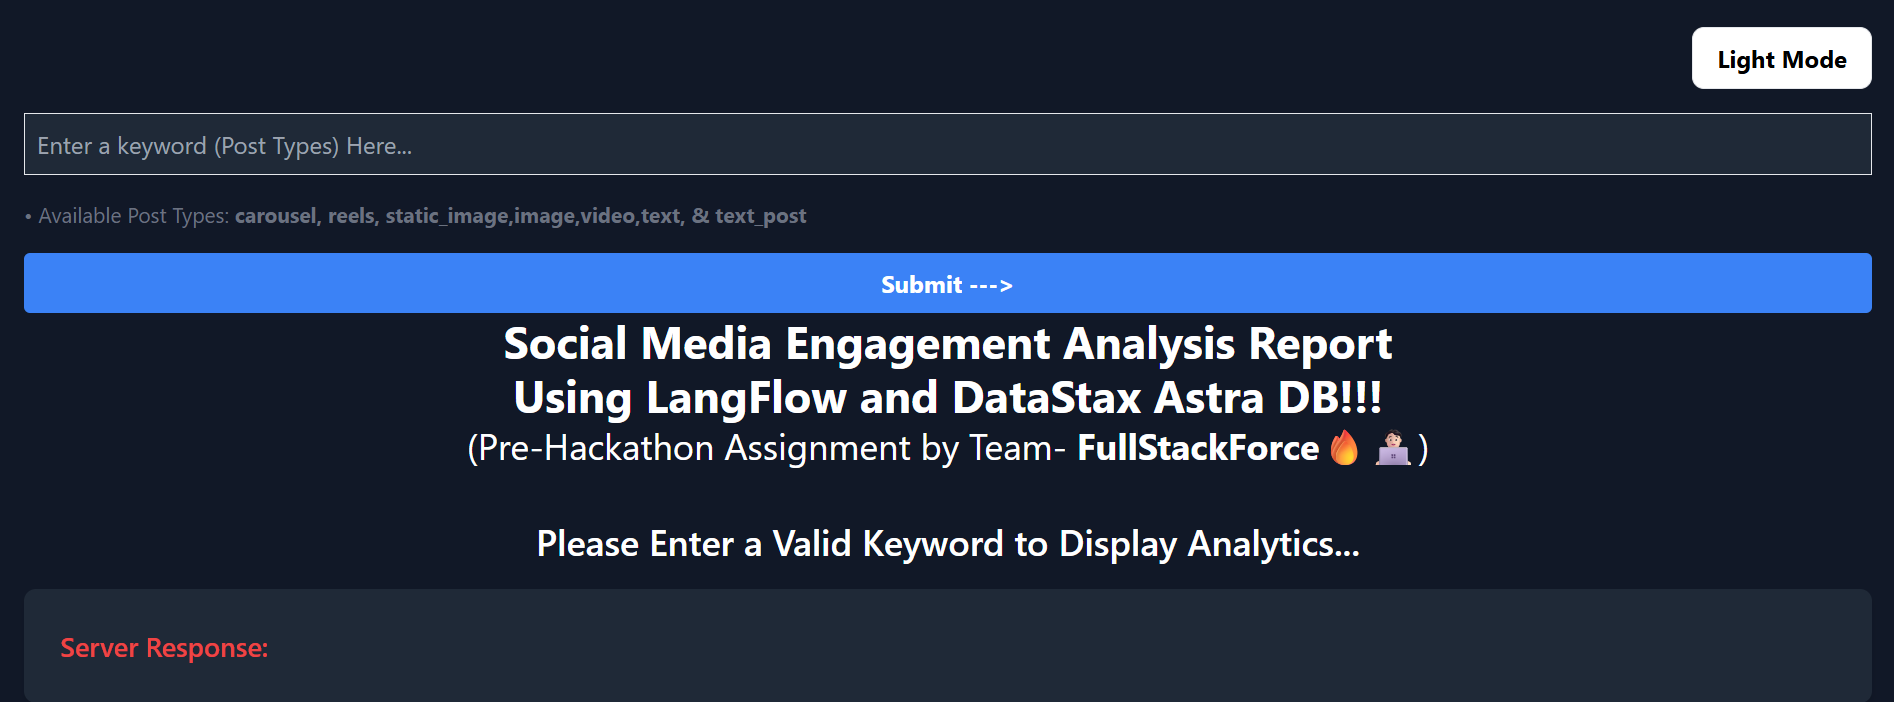 Light Mode
Enter a keyword (Post Types) Here...
• Available Post Types: carousel, reels, static_image,image,video,text, & text_post
Submit --->
Social Media Engagement Analysis Report
Using LangFlow and DataStax Astra DB!!!
(Pre-Hackathon Assignment by Team- FullStackForce🔥 🧑🏻‍💻)
Please Enter a Valid Keyword to Display Analytics...
Server Response: